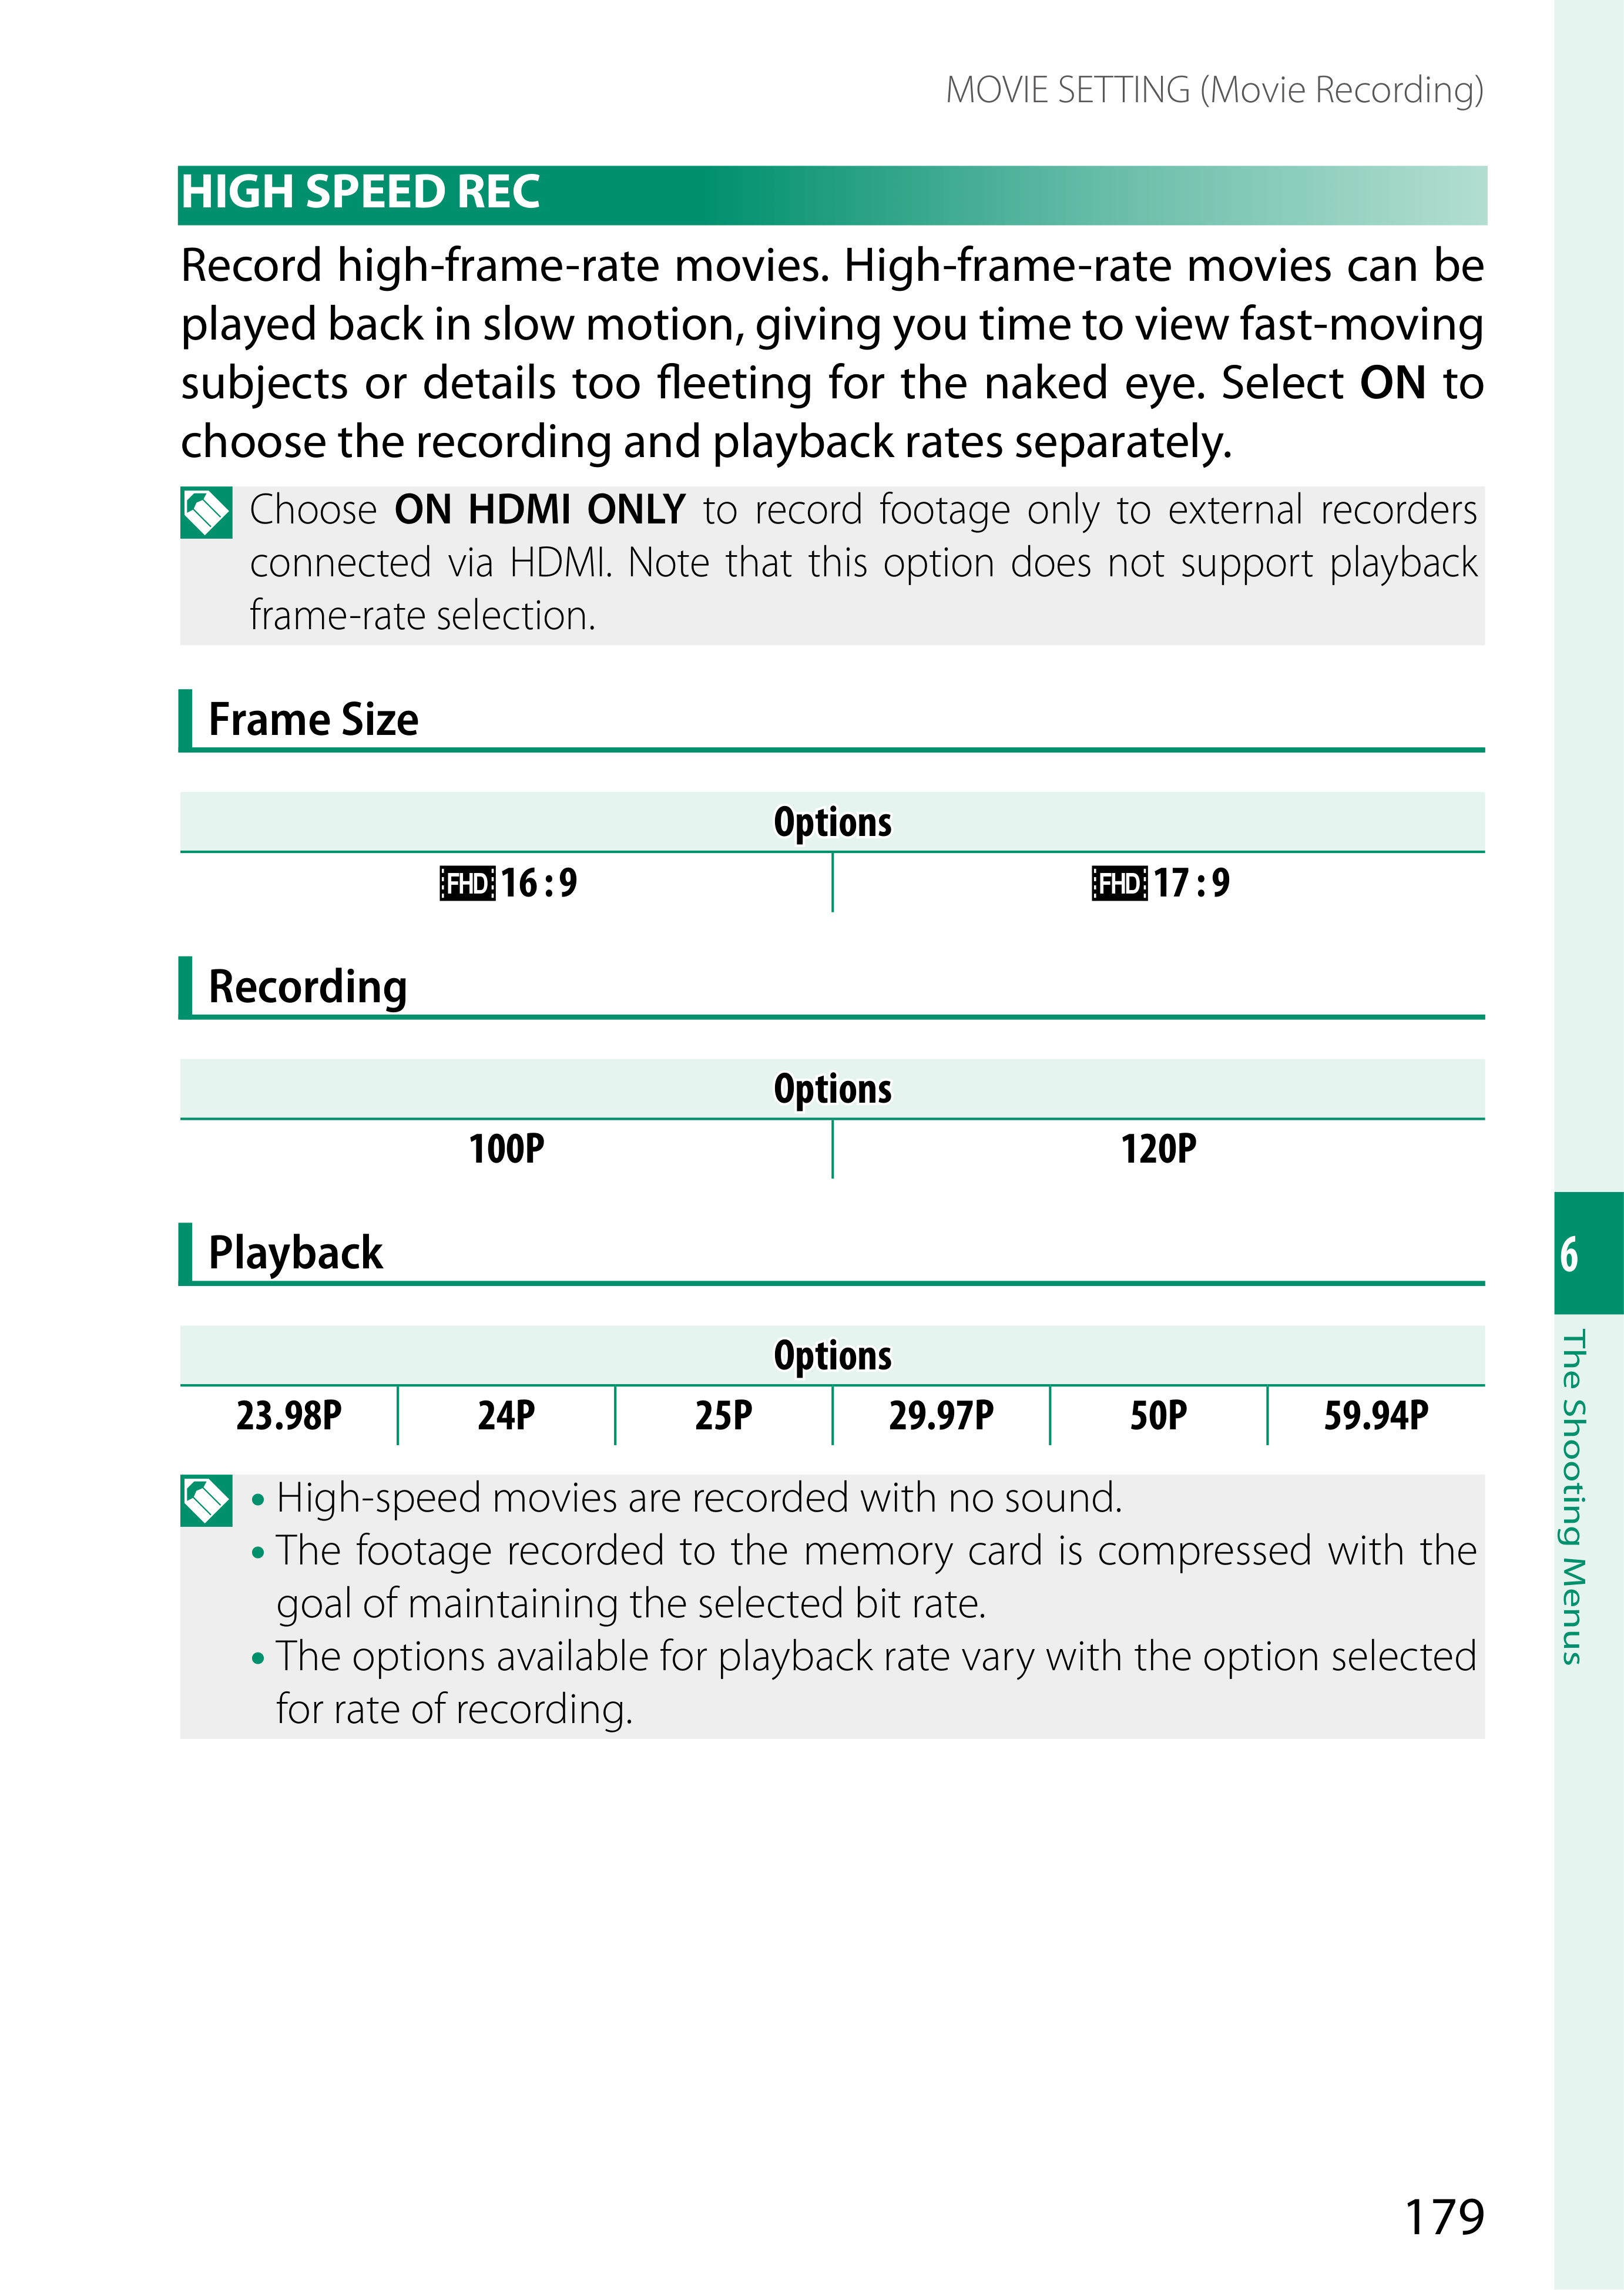 MOVIE SETTING (Movie Recording)
HIGH SPEED REC
Record high-frame-rate movies. High-frame-rate movies can be
played back in slow motion, giving you time to view fast-moving
subjects or details too fleeting for the naked eye. Select ON to
choose the recording and playback rates separately.
Choose ON HDMI ONLY to record footage only to external recorders
connected via HDMI. Note that this option does not support playback
frame-rate selection.
Frame Size
Options
FHD 16 : 9 FHD 17 : 9
Recording
Options
100P 120P
Playback
Options
23.98P 24P 25P 29.97P 50P 59.94P
• High-speed movies are recorded with no sound.
• The footage recorded to the memory card is compressed with the
goal of maintaining the selected bit rate.
• The options available for playback rate vary with the option selected
for rate of recording.
6
The Shooting Menus
179